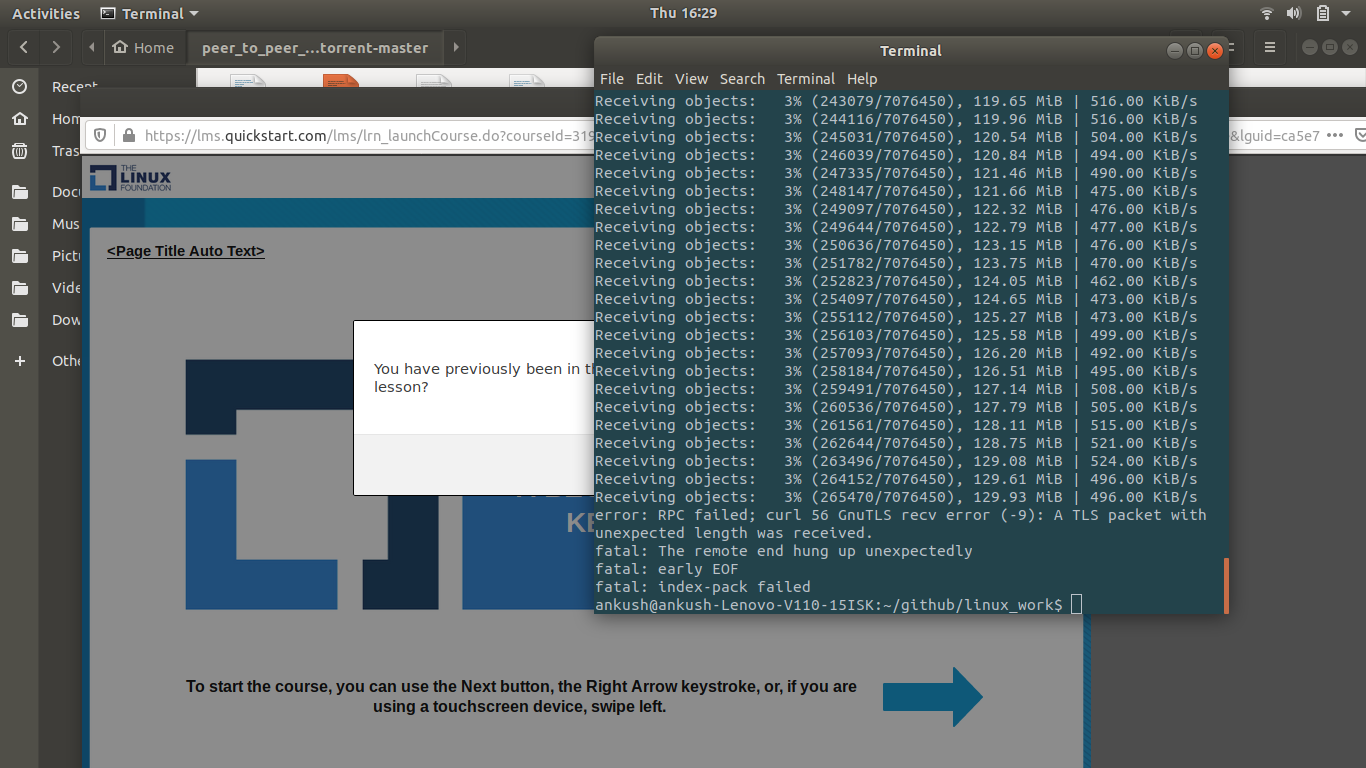 Activities Terminal Thu 16:29
Home peer_to_peer_...torrent-master
Terminal
File Edit View Search Terminal Help
Receiving objects:   3% (243079/7076450), 119.65 MiB | 516.00 KiB/s
Receiving objects:   3% (244116/7076450), 119.96 MiB | 516.00 KiB/s
Receiving objects:   3% (245031/7076450), 120.54 MiB | 504.00 KiB/s
Receiving objects:   3% (246039/7076450), 120.84 MiB | 494.00 KiB/s
Receiving objects:   3% (247335/7076450), 121.46 MiB | 490.00 KiB/s
Receiving objects:   3% (248147/7076450), 121.66 MiB | 475.00 KiB/s
Receiving objects:   3% (249097/7076450), 122.32 MiB | 476.00 KiB/s
Receiving objects:   3% (249644/7076450), 122.79 MiB | 477.00 KiB/s
Receiving objects:   3% (250636/7076450), 123.15 MiB | 476.00 KiB/s
Receiving objects:   3% (251782/7076450), 123.75 MiB | 470.00 KiB/s
Receiving objects:   3% (252823/7076450), 124.05 MiB | 462.00 KiB/s
Receiving objects:   3% (254097/7076450), 124.65 MiB | 473.00 KiB/s
Receiving objects:   3% (255112/7076450), 125.27 MiB | 473.00 KiB/s
Receiving objects:   3% (256103/7076450), 125.58 MiB | 499.00 KiB/s
Receiving objects:   3% (257093/7076450), 126.20 MiB | 492.00 KiB/s
Receiving objects:   3% (258184/7076450), 126.51 MiB | 495.00 KiB/s
Receiving objects:   3% (259491/7076450), 127.14 MiB | 508.00 KiB/s
Receiving objects:   3% (260536/7076450), 127.79 MiB | 505.00 KiB/s
Receiving objects:   3% (261561/7076450), 128.11 MiB | 515.00 KiB/s
Receiving objects:   3% (262644/7076450), 128.75 MiB | 521.00 KiB/s
Receiving objects:   3% (263496/7076450), 129.08 MiB | 524.00 KiB/s
Receiving objects:   3% (264152/7076450), 129.61 MiB | 496.00 KiB/s
Receiving objects:   3% (265470/7076450), 129.93 MiB | 496.00 KiB/s
error: RPC failed; curl 56 GnuTLS recv error (-9): A TLS packet with
unexpected length was received.
fatal: The remote end hung up unexpectedly
fatal: early EOF
fatal: index-pack failed
ankush@ankush-Lenovo-V110-15ISK:~/github/linux_work$
Recent
Hom
Tras
Docu
Mus
Pictu
Vide
Dow
Othe
https://lms.quickstart.com/lms/lrn_launchCourse.do?courseId=319
&lguid=ca5e7
THE
LINUX
FOUNDATION
<Page Title Auto Text>
You have previously been in th
lesson?
KE
To start the course, you can use the Next button, the Right Arrow keystroke, or, if you are
using a touchscreen device, swipe left.